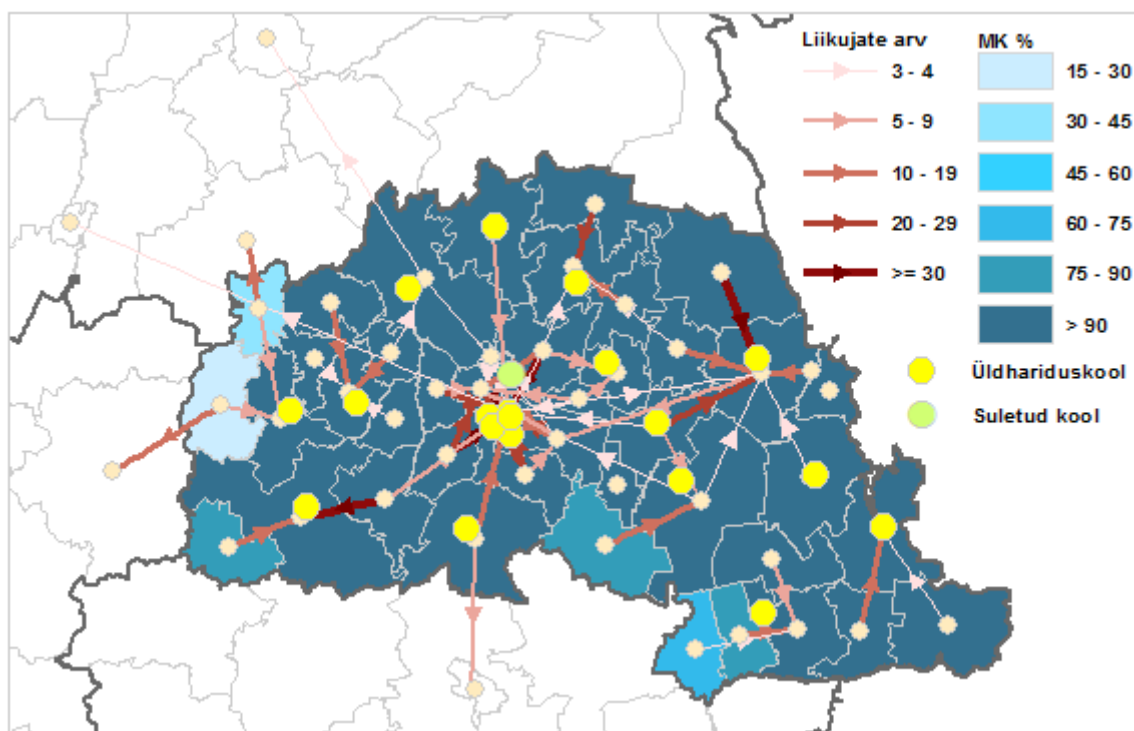 Liikujate arv
3 - 4
5 - 9
10 - 19
20 - 29
>= 30
MK %
15 - 30
30 - 45
45 - 60
60 - 75
75 - 90
> 90
Üldhariduskool
Suletud kool